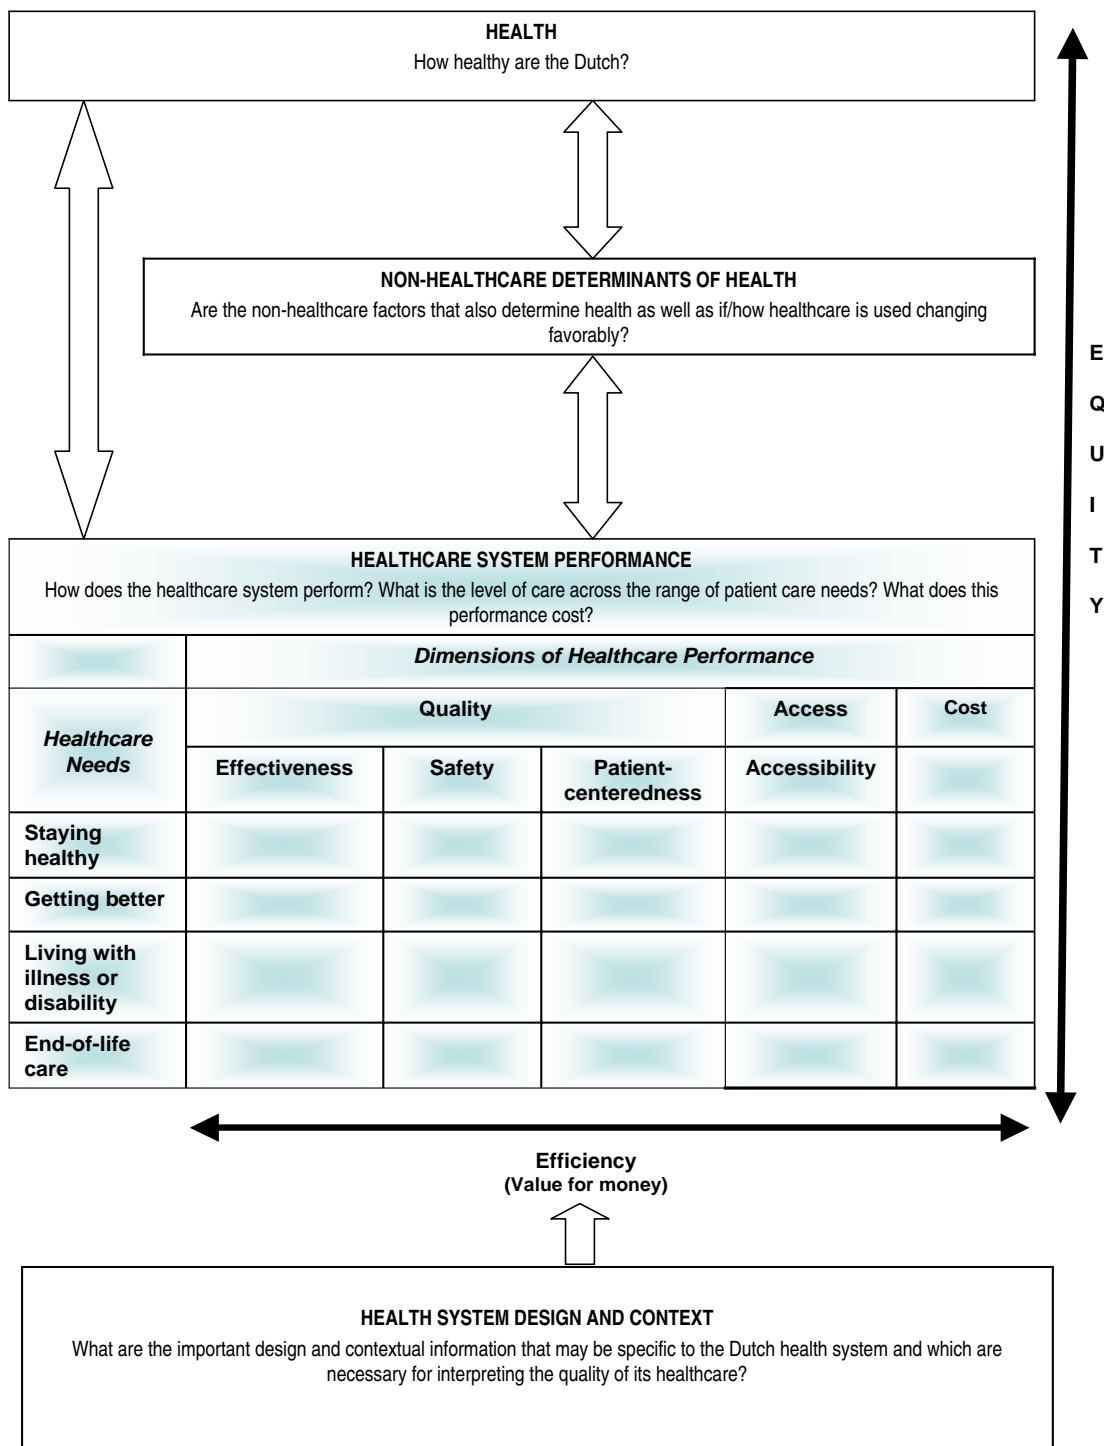 HEALTH
How healthy are the Dutch?
NON-HEALTHCARE DETERMINANTS OF HEALTH
Are the non-healthcare factors that also determine health as well as if/how healthcare is used changing
favorably?
E
Q
U
I
T
Y
HEALTHCARE SYSTEM PERFORMANCE
How does the healthcare system perform? What is the level of care across the range of patient care needs? What does this
performance cost?
Dimensions of Healthcare Performance
Healthcare
Needs
Quality
Access
Cost
Effectiveness
Safety
Patient-
centeredness
Accessibility
Staying
healthy
Getting better
Living with
illness or
disability
End-of-life
care
Efficiency
(Value for money)
HEALTH SYSTEM DESIGN AND CONTEXT
What are the important design and contextual information that may be specific to the Dutch health system and which are
necessary for interpreting the quality of its healthcare?